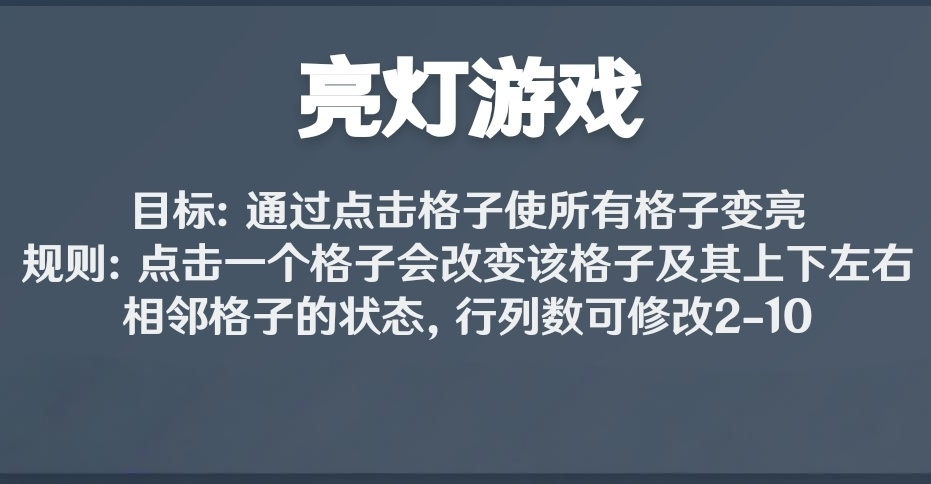 亮灯游戏
目标: 通过点击格子使所有格子变亮
规则: 点击一个格子会改变该格子及其上下左右
相邻格子的状态, 行列数可修改2-10